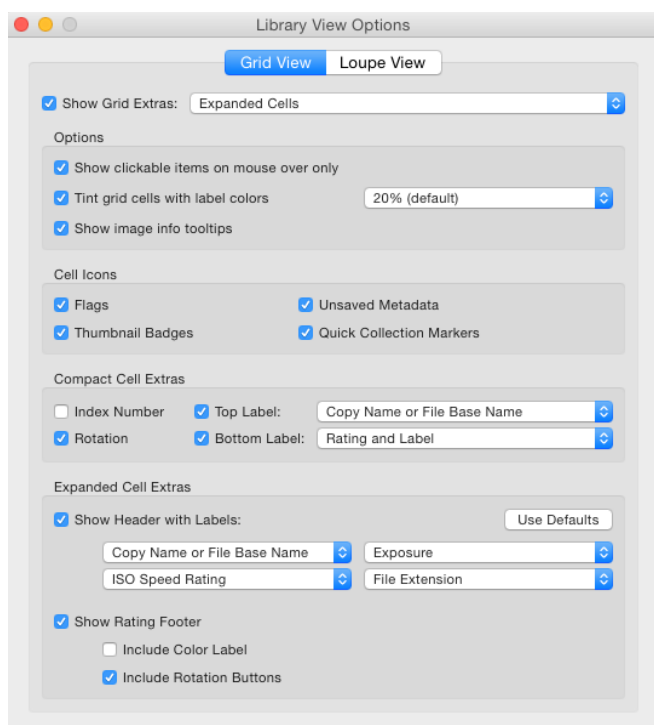 Library View Options
Grid View Loupe View
Show Grid Extras: Expanded Cells
Options
Show clickable items on mouse over only
Tint grid cells with label colors 20% (default)
Show image info tooltips
Cell Icons
Flags Unsaved Metadata
Thumbnail Badges Quick Collection Markers
Compact Cell Extras
Index Number Top Label: Copy Name or File Base Name
Rotation Bottom Label: Rating and Label
Expanded Cell Extras
Show Header with Labels: Use Defaults
Copy Name or File Base Name Exposure
ISO Speed Rating File Extension
Show Rating Footer
Include Color Label
Include Rotation Buttons